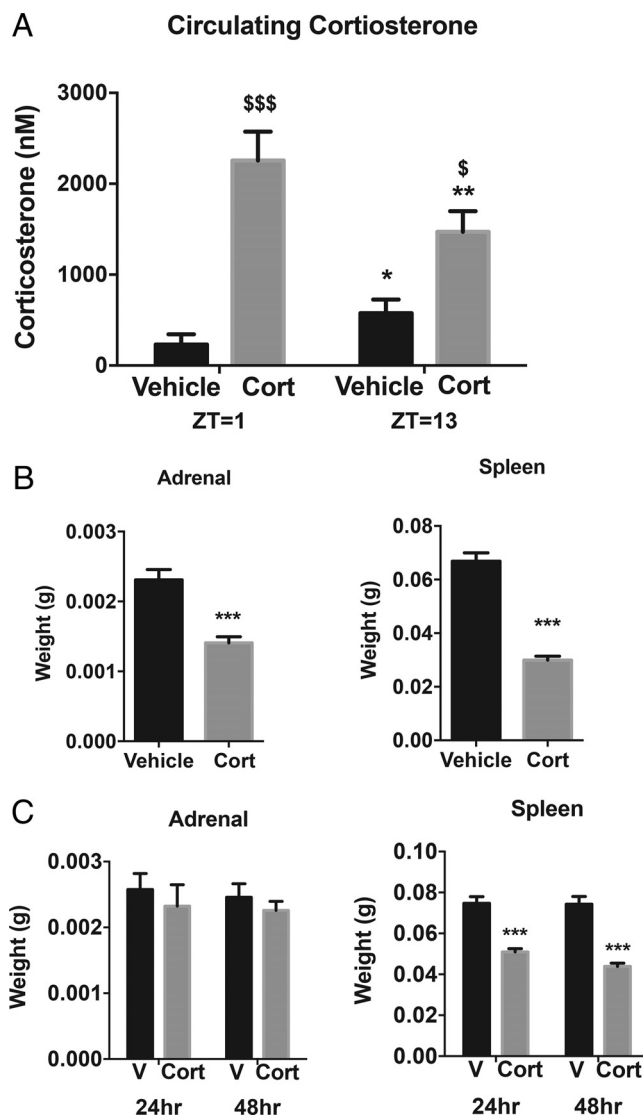 A
Circulating Cortiosterone
Corticosterone (nM)
3000
2000
1000
0
$$$
*
$
**
Vehicle Cort Vehicle Cort
ZT=1 ZT=13
B
Adrenal
Weight (g)
0.003
0.002
0.001
0.000
***
Vehicle Cort
Spleen
Weight (g)
0.08
0.06
0.04
0.02
0.00
***
Vehicle Cort
C
Adrenal
Weight (g)
0.003
0.002
0.001
0.000
V Cort V Cort
24hr 48hr
Spleen
Weight (g)
0.10
0.08
0.06
0.04
0.02
0.00
***
***
V Cort V Cort
24hr 48hr